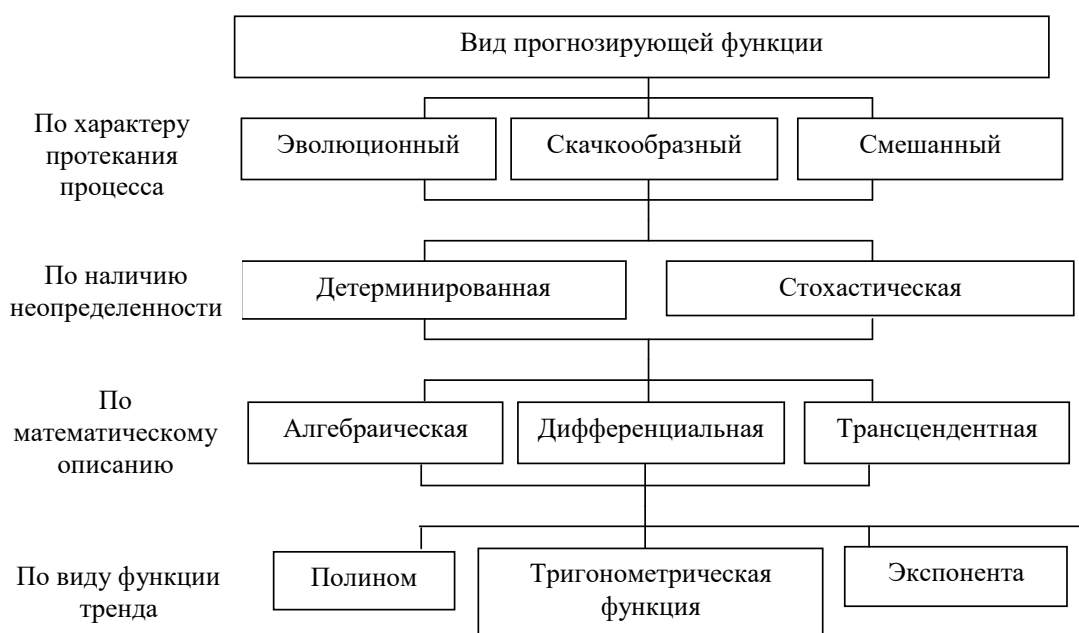 Вид прогнозирующей функции
По характеру
протекания
процесса
Эволюционный
Скачкообразный
Смешанный
По наличию
неопределенности
Детерминированная
Стохастическая
По
математическому
описанию
Алгебраическая
Дифференциальная
Трансцендентная
По виду функции
тренда
Полином
Тригонометрическая
функция
Экспонента